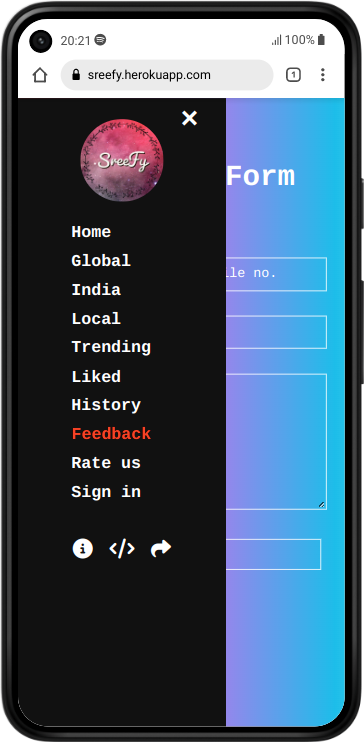 20:21
100%
sreefy.herokuapp.com
1
×
SreeFy
Form
le no.
Home
Global
India
Local
Trending
Liked
History
Feedback
Rate us
Sign in